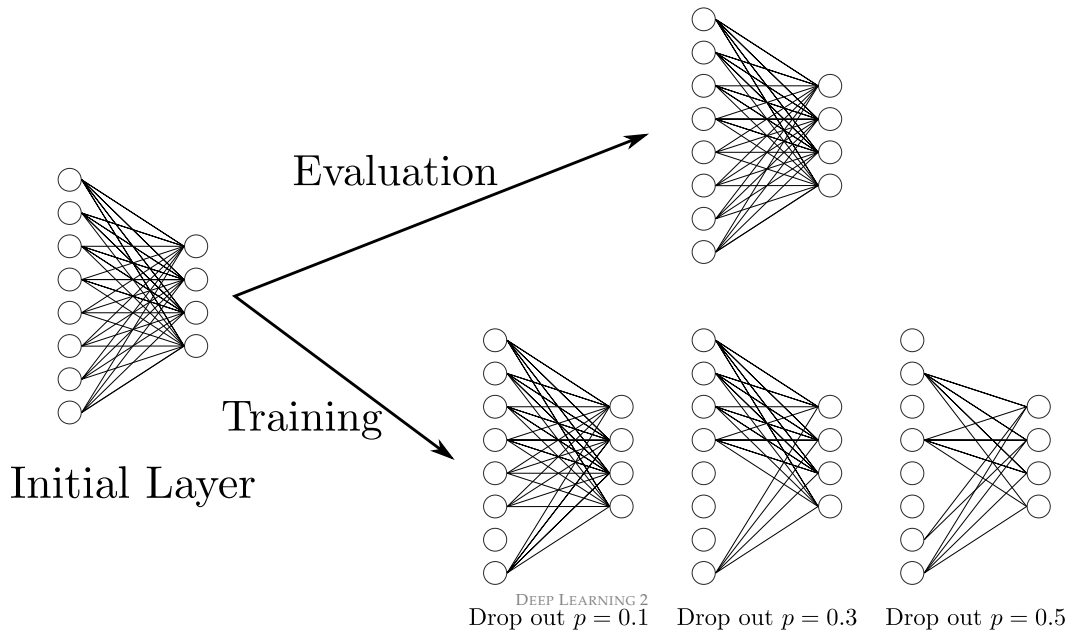 Evaluation
Training
Initial Layer
DEEP LEARNING 2
Drop out p = 0.1
Drop out p = 0.3
Drop out p = 0.5